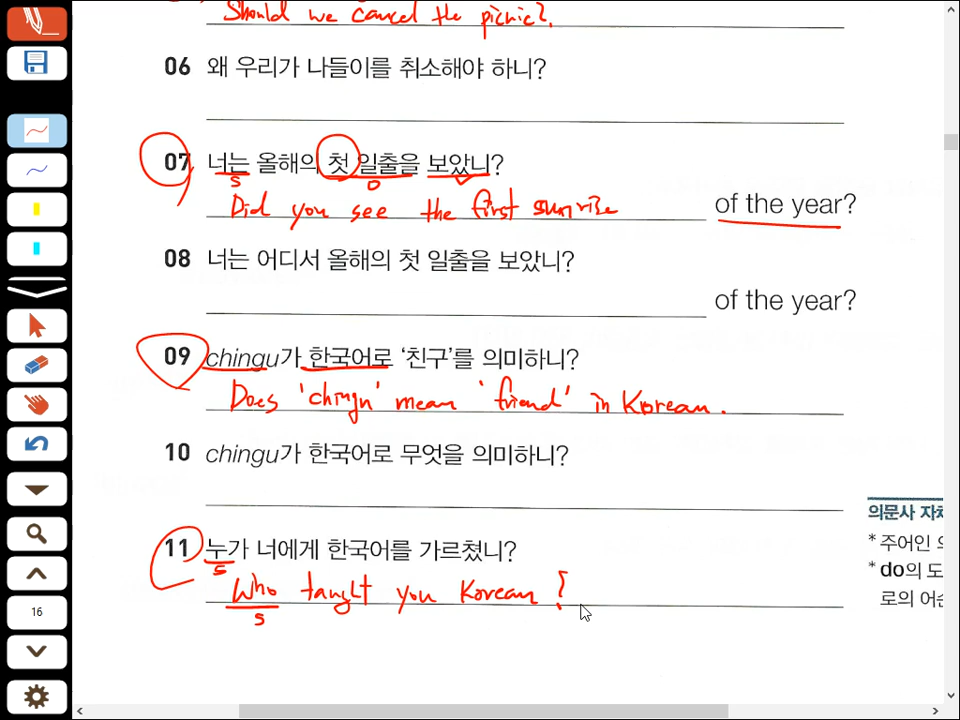 Should we cancel the picnic?
06 왜 우리가 나들이를 취소해야 하니?
07 너는 올해의 첫 일출을 보았니?
S O V
Did you see the first sunrise of the year?
08 너는 어디서 올해의 첫 일출을 보았니?
of the year?
09 chingu가 한국어로 ‘친구’를 의미하니?
Does 'chingu' mean 'friend' in Korean.
10 chingu가 한국어로 무엇을 의미하니?
의문사 자
11 누가 너에게 한국어를 가르쳤니?
* 주어인
S
* do의 도
Who taught you Korean?
로의 어순
S
16